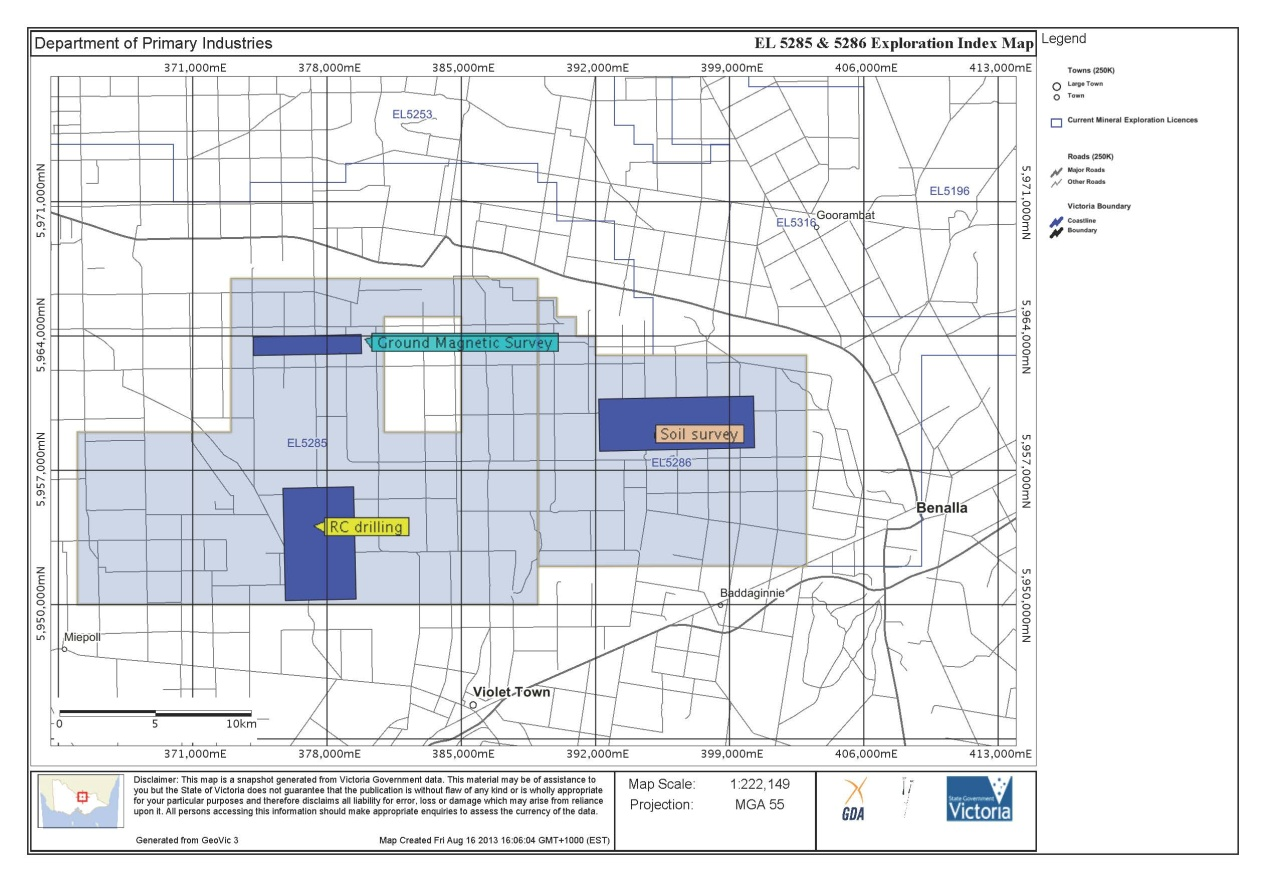 Department of Primary Industries
EL 5285 & 5286 Exploration Index Map
Legend
371,000mE 378,000mE 385,000mE 392,000mE 399,000mE 406,000mE 413,000mE
Towns (250K)
Large Town
Town
Current Mineral Exploration Licences
Roads (250K)
Major Roads
Other Roads
Victoria Boundary
Coastline
Boundary
5,971,000mN
5,964,000mN
5,957,000mN
5,950,000mN
5,971,000mN
5,964,000mN
5,957,000mN
5,950,000mN
EL5253
EL5196
EL5316
Goorambat
Ground Magnetic Survey
Soil survey
EL5285
EL5286
RC drilling
Benalla
Baddaginnie
Miepoll
Violet Town
0 5 10km
371,000mE 378,000mE 385,000mE 392,000mE 399,000mE 406,000mE 413,000mE
Disclaimer: This map is a snapshot generated from Victoria Government data. This material may be of assistance to
you but the State of Victoria does not guarantee that the publication is without flaw of any kind or is wholly appropriate
for your particular purposes and therefore disclaims all liability for error, loss or damage which may arise from reliance
upon it. All persons accessing this information should make appropriate enquiries to assess the currency of the data.
Generated from GeoVic 3
Map Created Fri Aug 16 2013 16:06:04 GMT+1000 (EST)
Map Scale: 1:222,149
Projection: MGA 55
GDA
State Government
Victoria